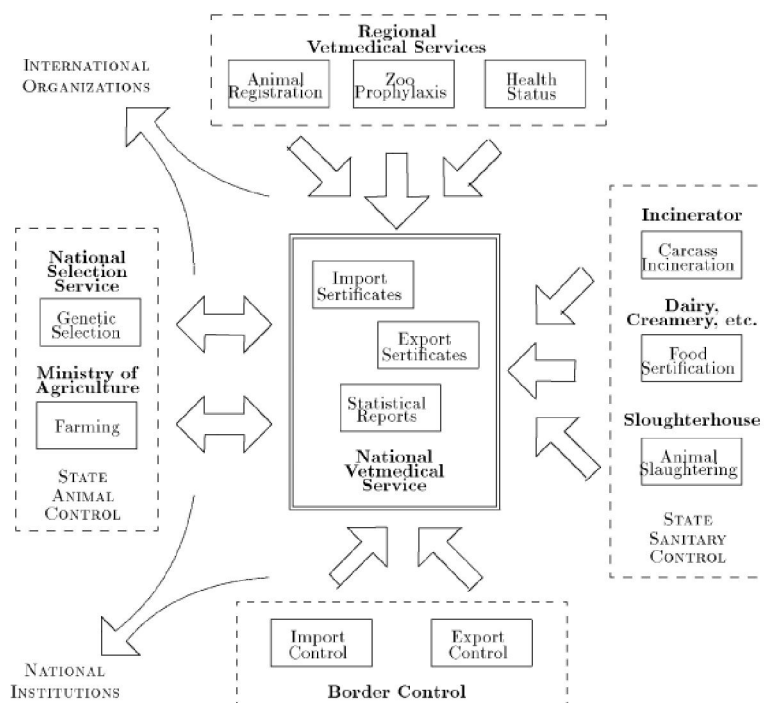 Regional
Vetmedical Services
Animal
Registration
Zoo
Prophylaxis
Health
Status
INTERNATIONAL
ORGANIZATIONS
National
Selection
Service
Genetic
Selection
Ministry of
Agriculture
Farming
STATE
ANIMAL
CONTROL
Import
Sertificates
Export
Sertificates
Statistical
Reports
National
Vetmedical
Service
Incinerator
Carcass
Incineration
Dairy,
Creamery, etc.
Food
Sertification
Sloughterhouse
Animal
Slaughtering
STATE
SANITARY
CONTROL
Import
Control
Export
Control
Border Control
NATIONAL
INSTITUTIONS